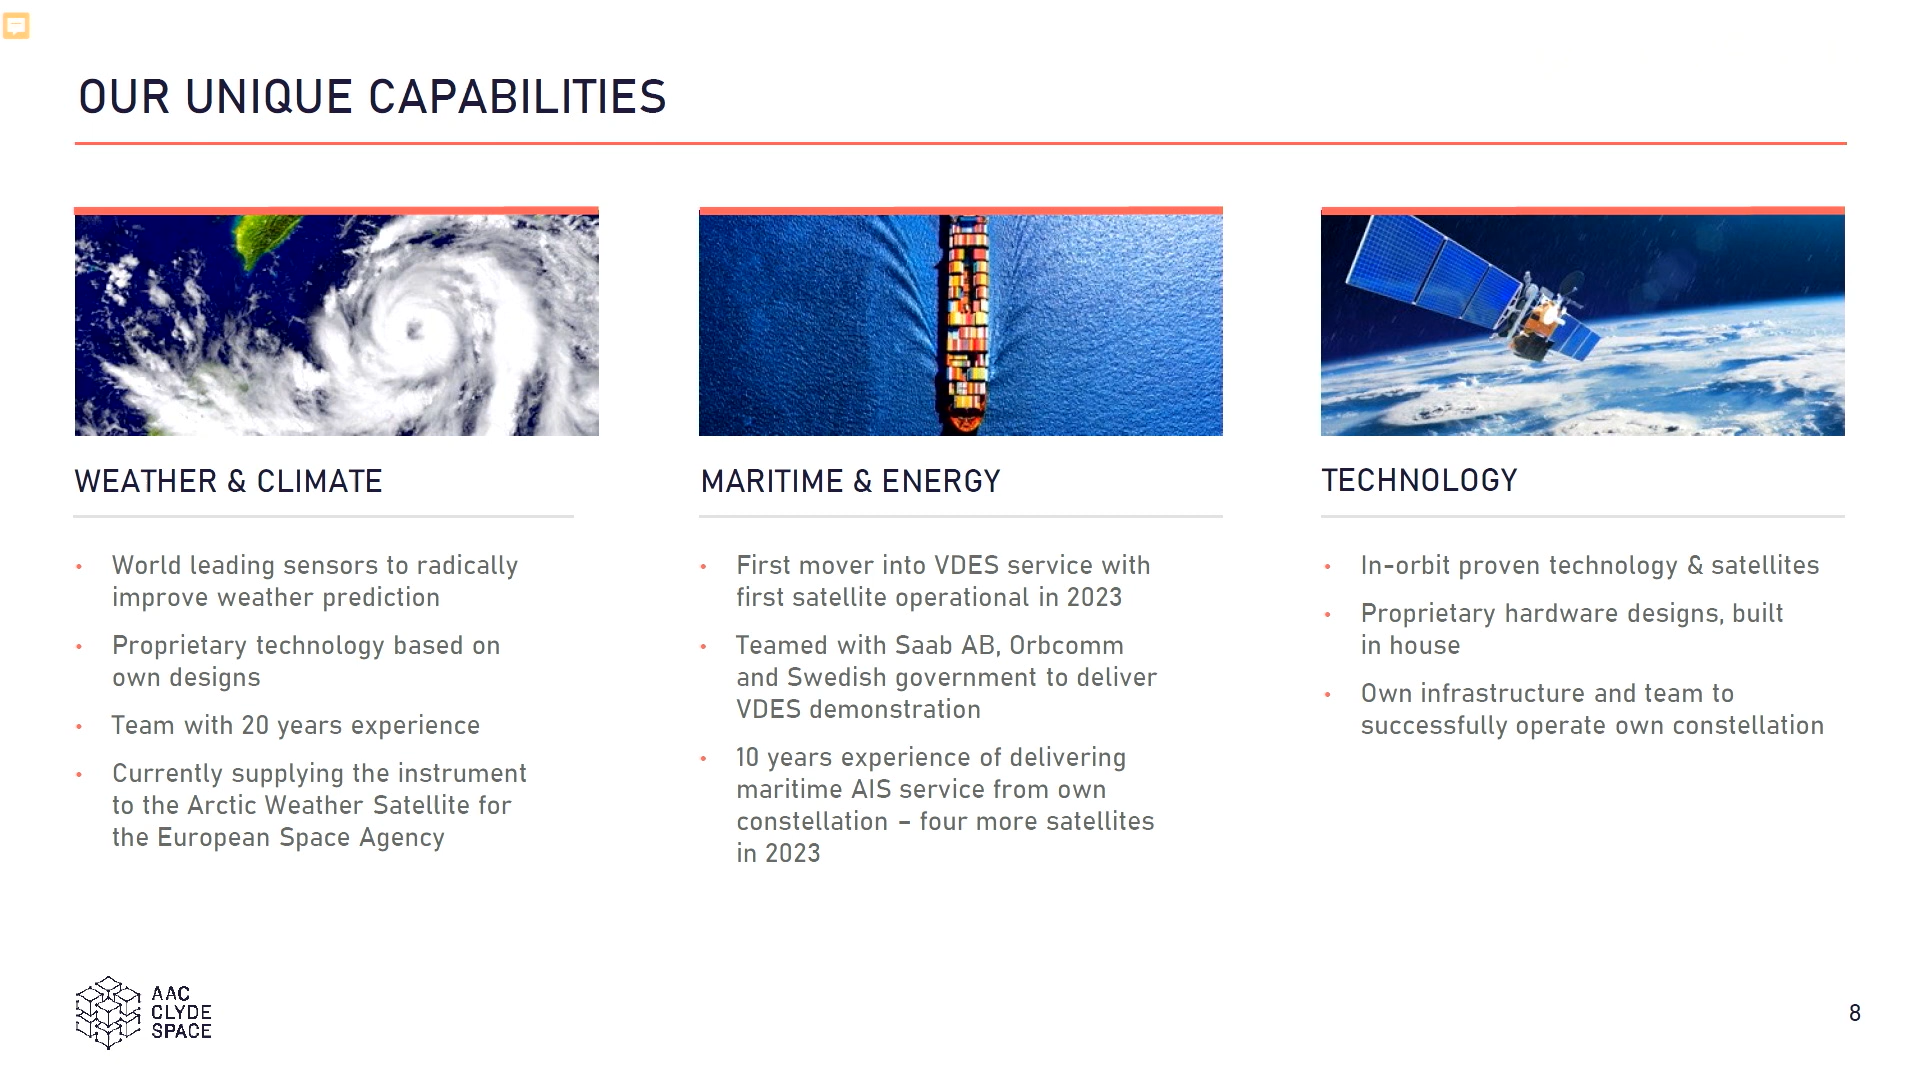 OUR UNIQUE CAPABILITIES
WEATHER & CLIMATE
• World leading sensors to radically
improve weather prediction
• Proprietary technology based on
own designs
• Team with 20 years experience
• Currently supplying the instrument
to the Arctic Weather Satellite for
the European Space Agency
MARITIME & ENERGY
• First mover into VDES service with
first satellite operational in 2023
• Teamed with Saab AB, Orbcomm
and Swedish government to deliver
VDES demonstration
• 10 years experience of delivering
maritime AIS service from own
constellation – four more satellites
in 2023
TECHNOLOGY
• In-orbit proven technology & satellites
• Proprietary hardware designs, built
in house
• Own infrastructure and team to
successfully operate own constellation
AAC
CLYDE
SPACE
8